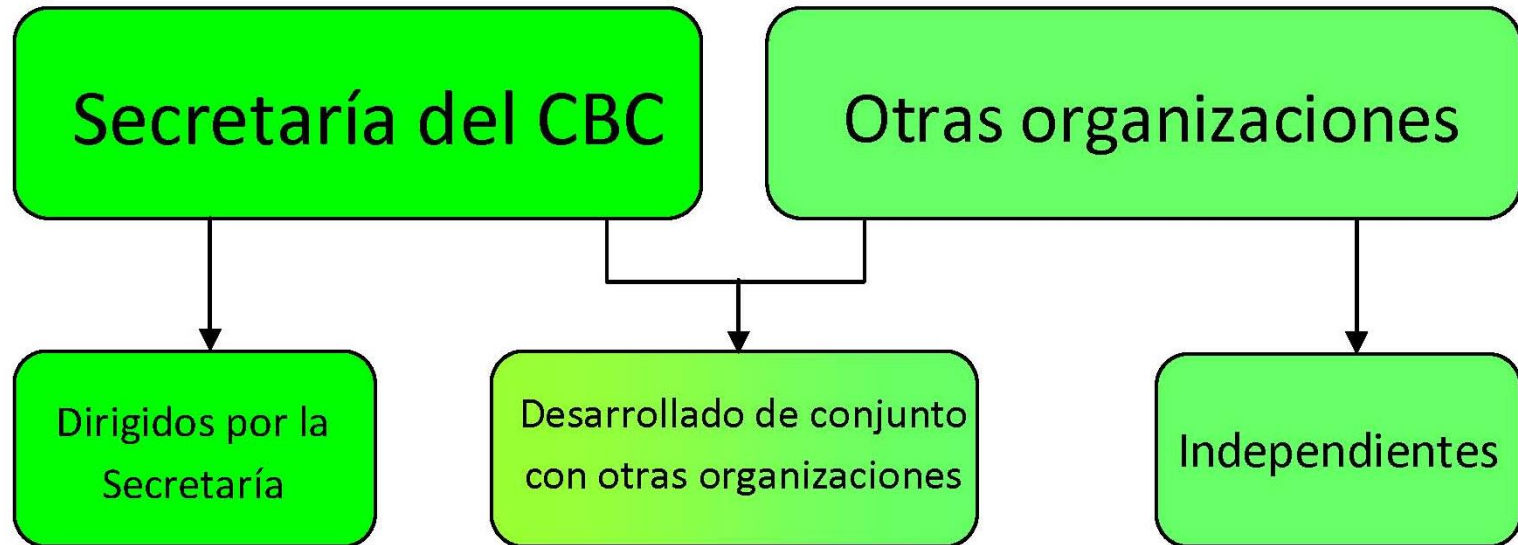 Secretaría del CBC
Otras organizaciones
Dirigidos por la
Secretaría
Desarrollado de conjunto
con otras organizaciones
Independientes